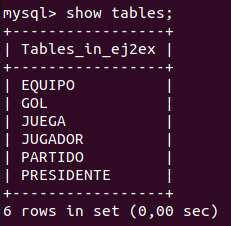 mysql> show tables;
+-----------------+
| Tables_in_ej2ex |
+-----------------+
| EQUIPO          |
| GOL             |
| JUEGA           |
| JUGADOR         |
| PARTIDO         |
| PRESIDENTE      |
+-----------------+
6 rows in set (0,00 sec)